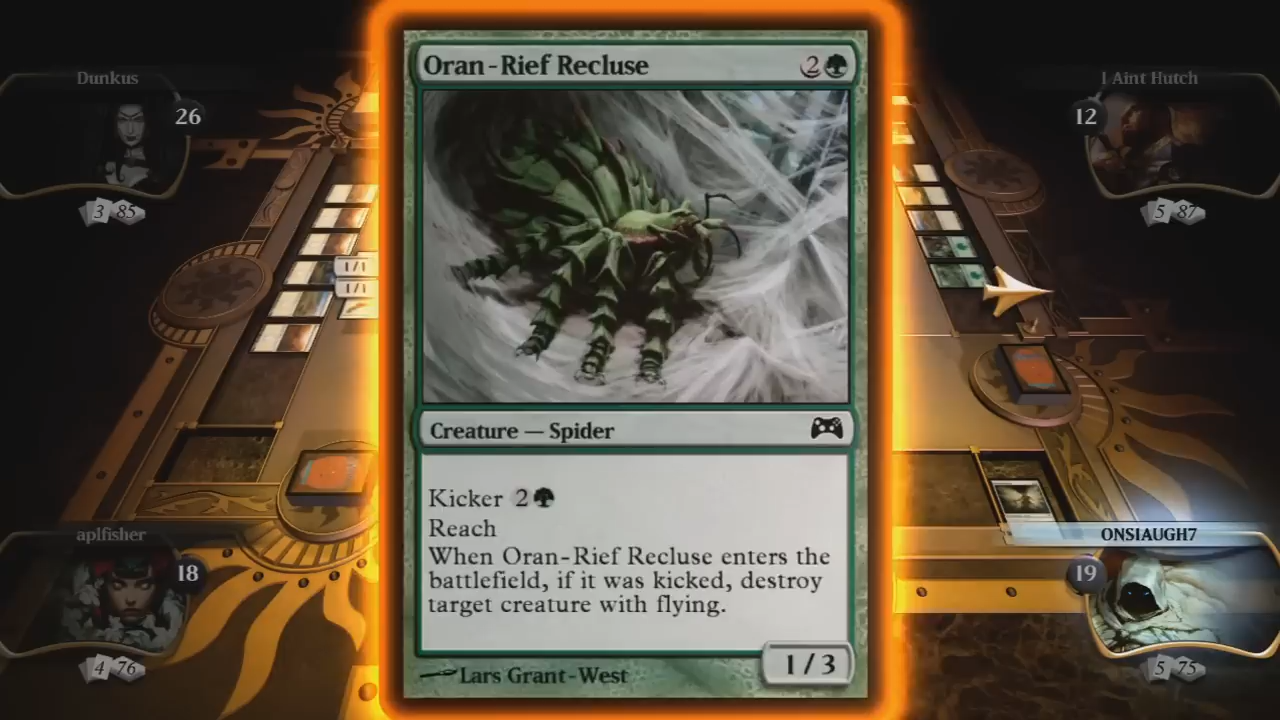 Dunkus
26
3 85
I Aint Hutch
12
5 87
Oran-Rief Recluse 2
Creature — Spider
Kicker 2
Reach
When Oran-Rief Recluse enters the
battlefield, if it was kicked, destroy
target creature with flying.
Lars Grant-West
1/3
1/1
1/1
aplfisher
18
4 76
ONSIAUGH7
19
5 75